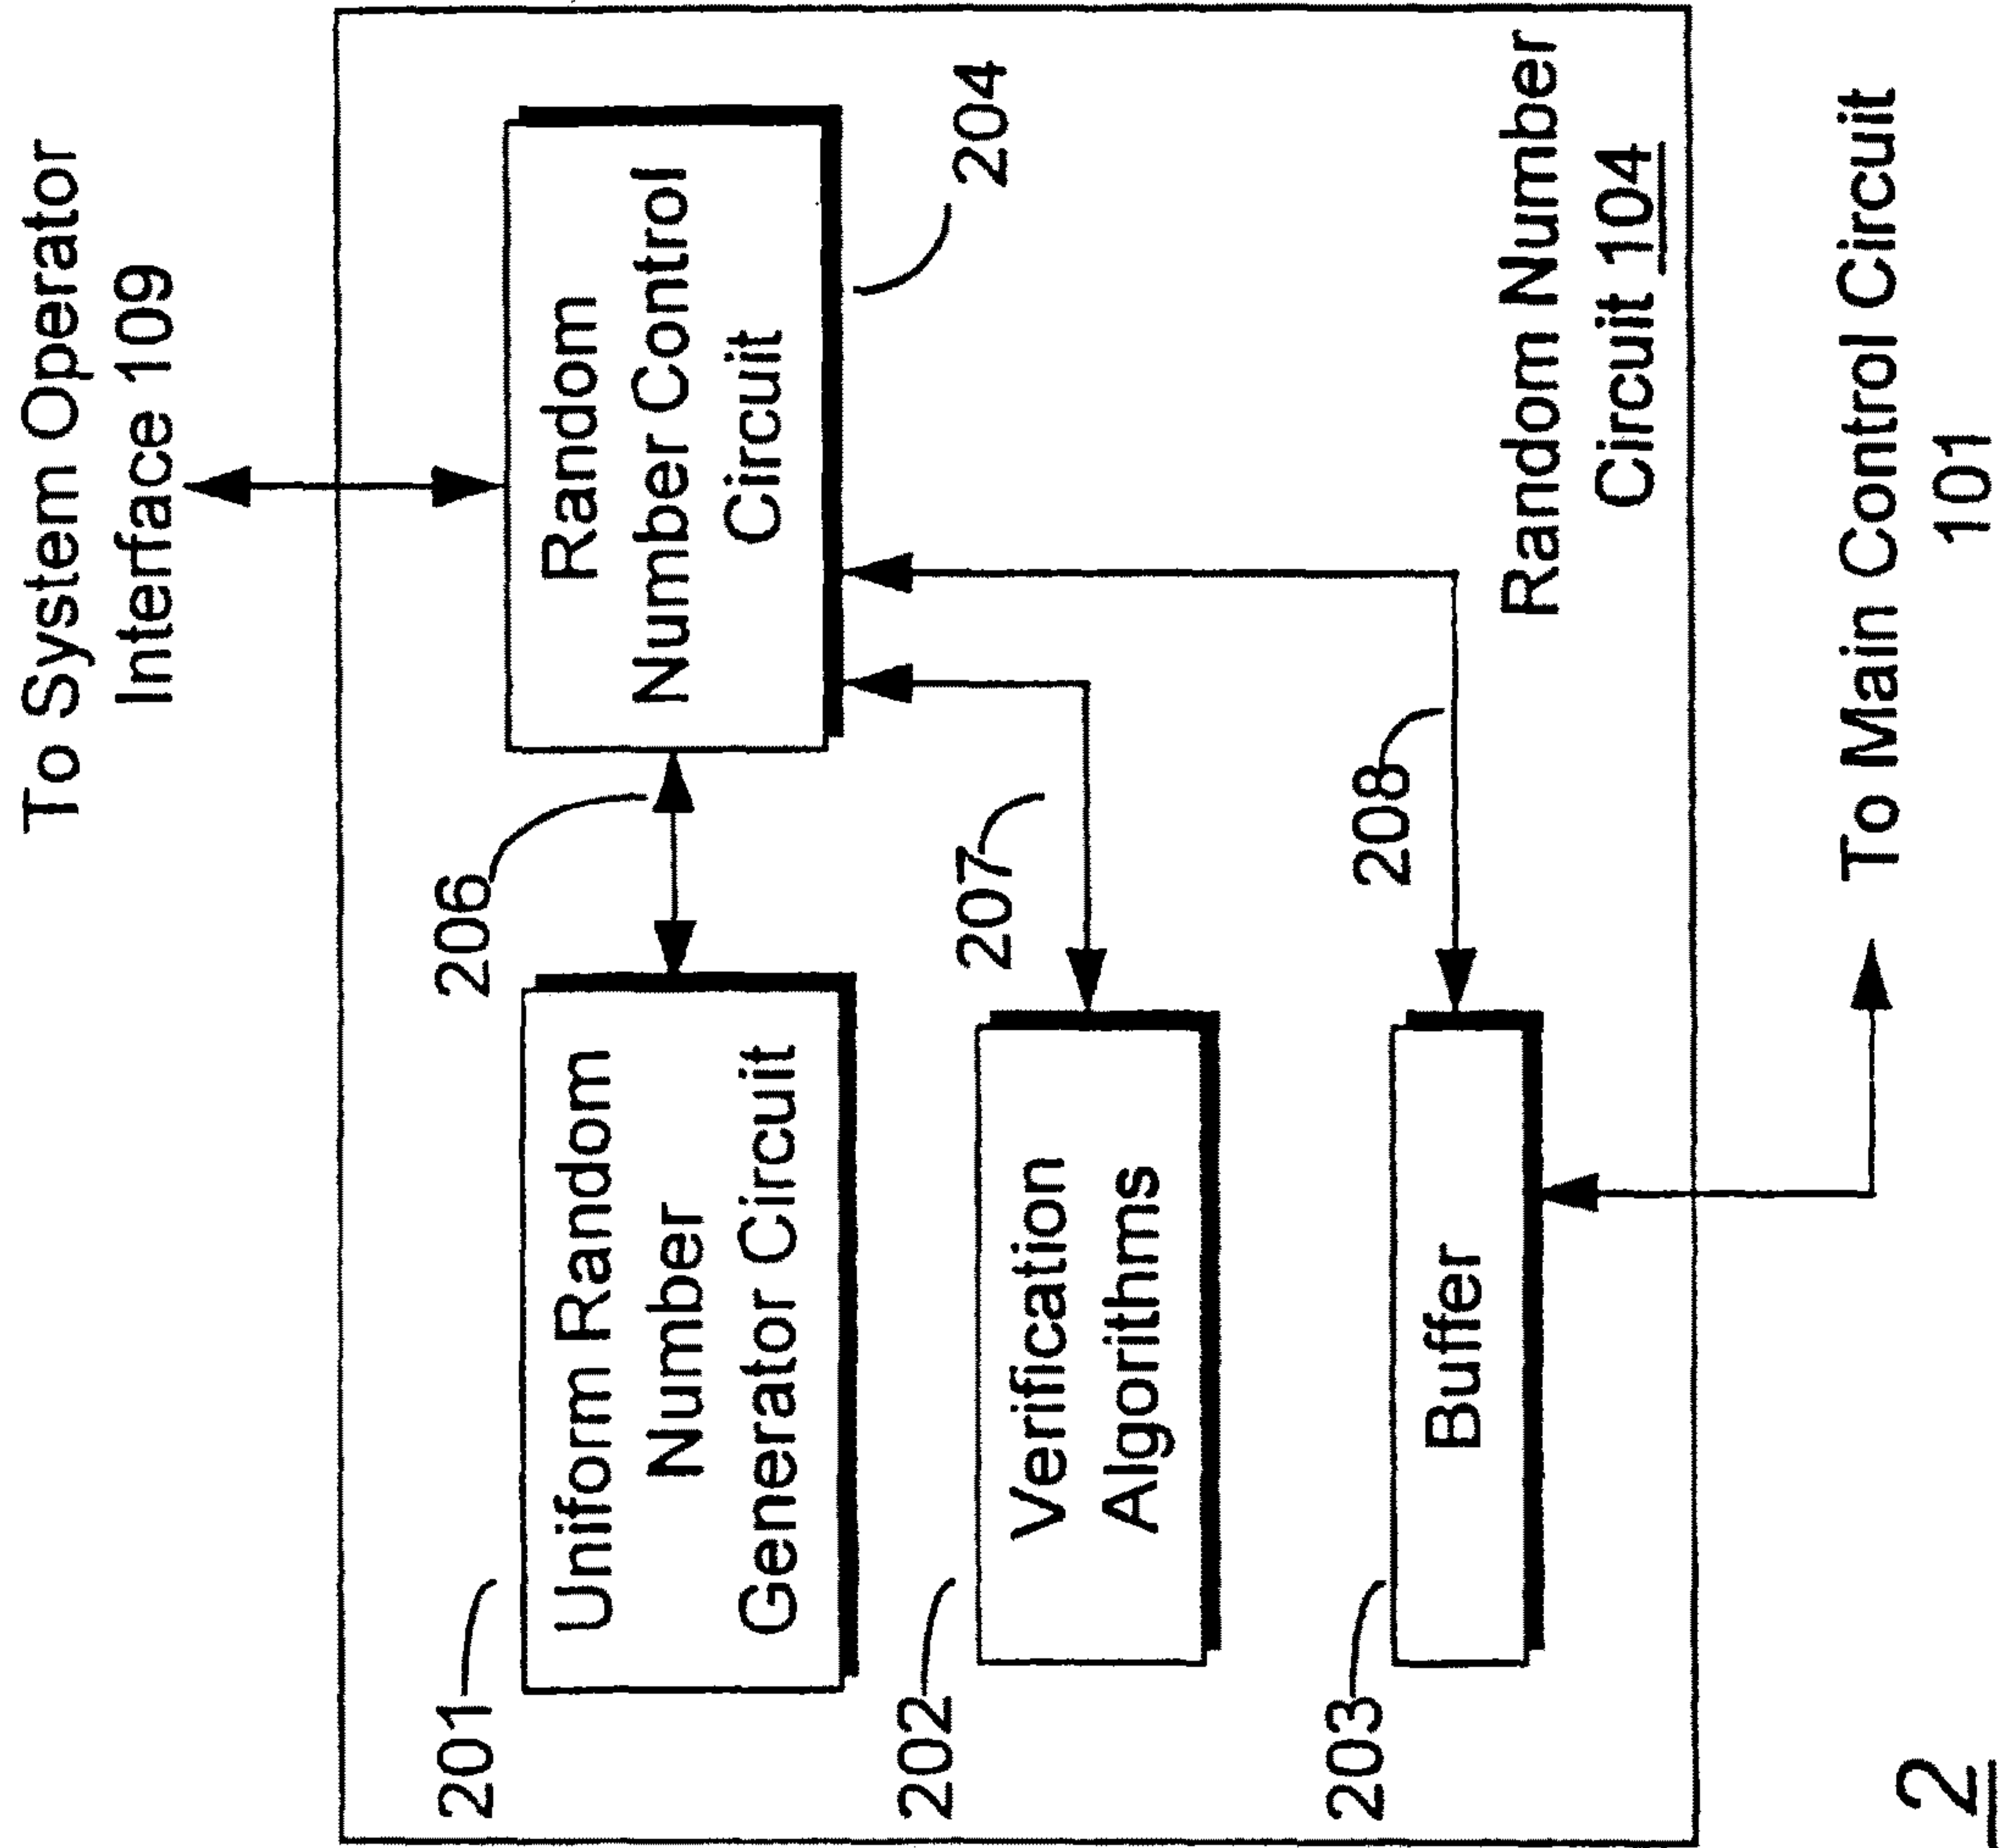 To System Operator
Interface 109
201
Uniform Random
Number
Generator Circuit
206
Random
Number Control
Circuit
204
202
Verification
Algorithms
207
203
Buffer
208
Random Number
Circuit 104
To Main Control Circuit
101
2